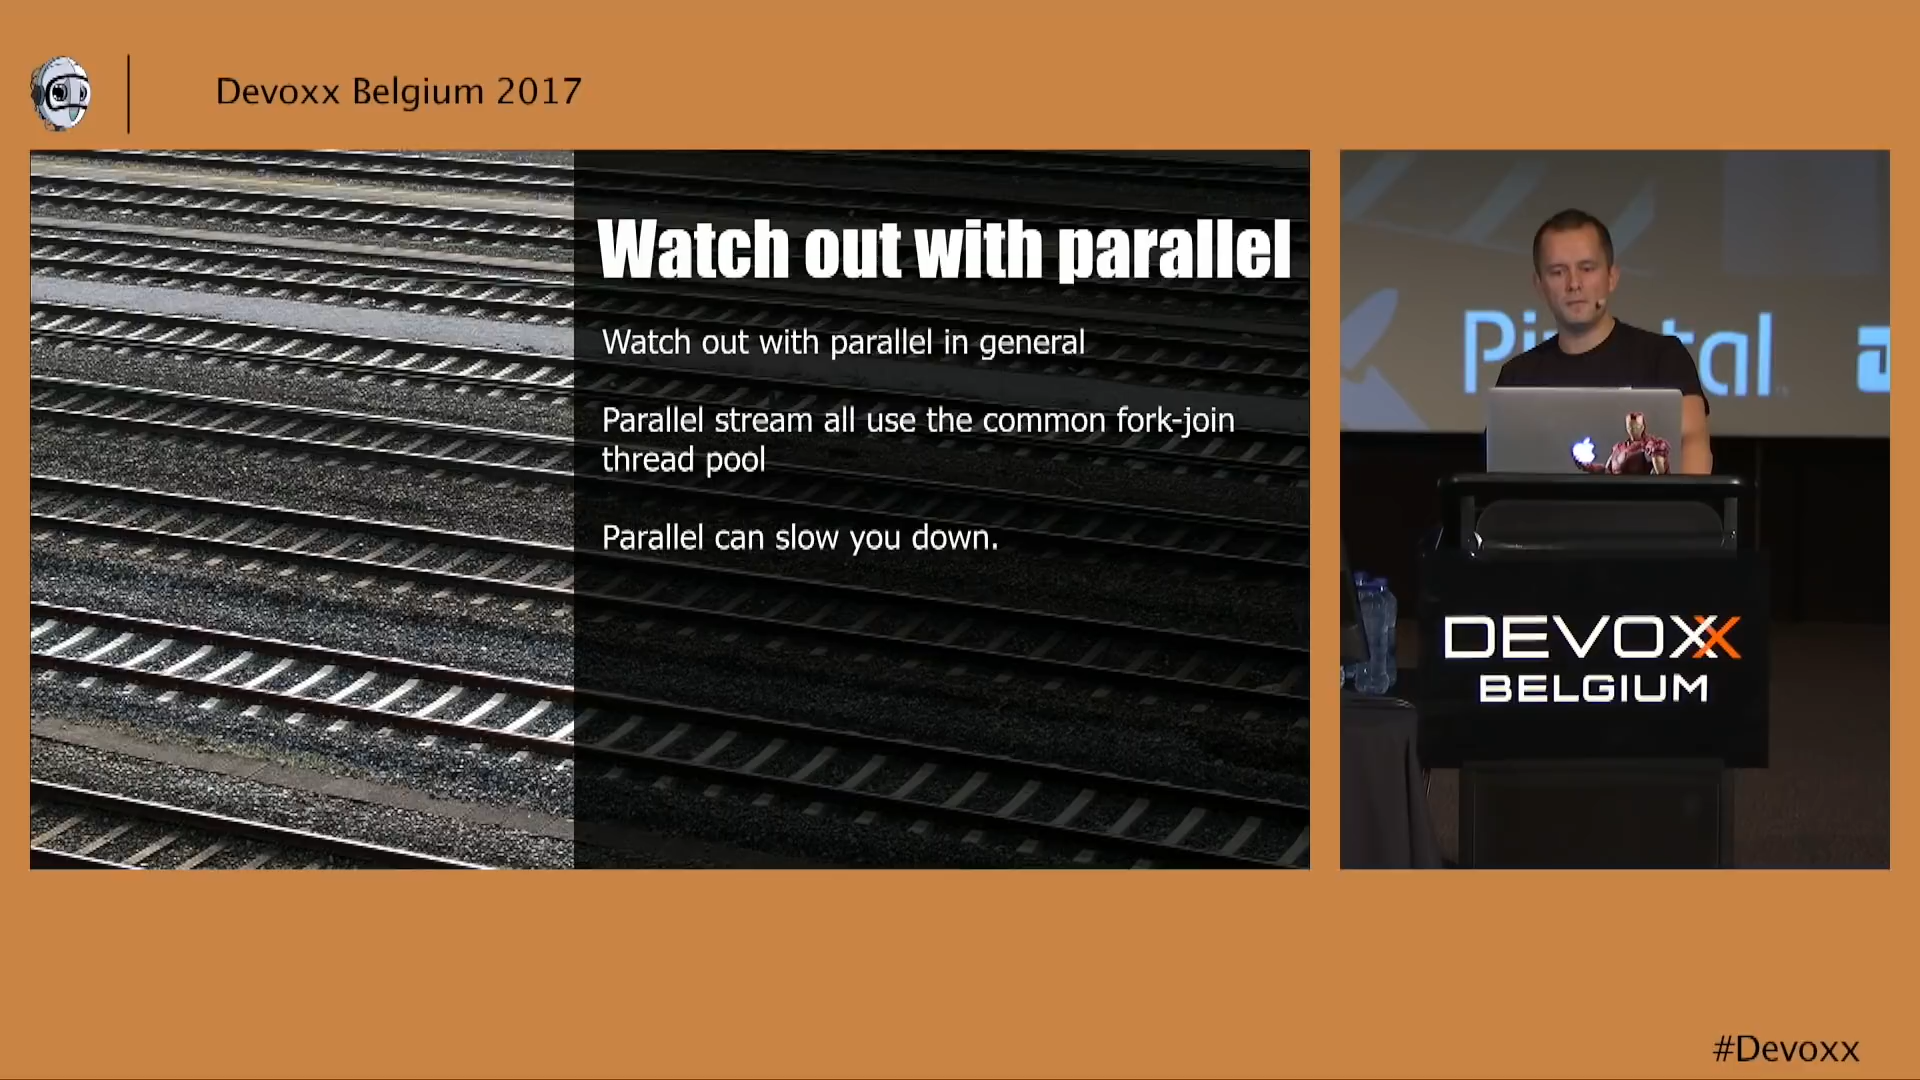 Devoxx Belgium 2017
Watch out with parallel
Watch out with parallel in general
Parallel stream all use the common fork-join
thread pool
Parallel can slow you down.
DEVOXX
BELGIUM
#Devoxx